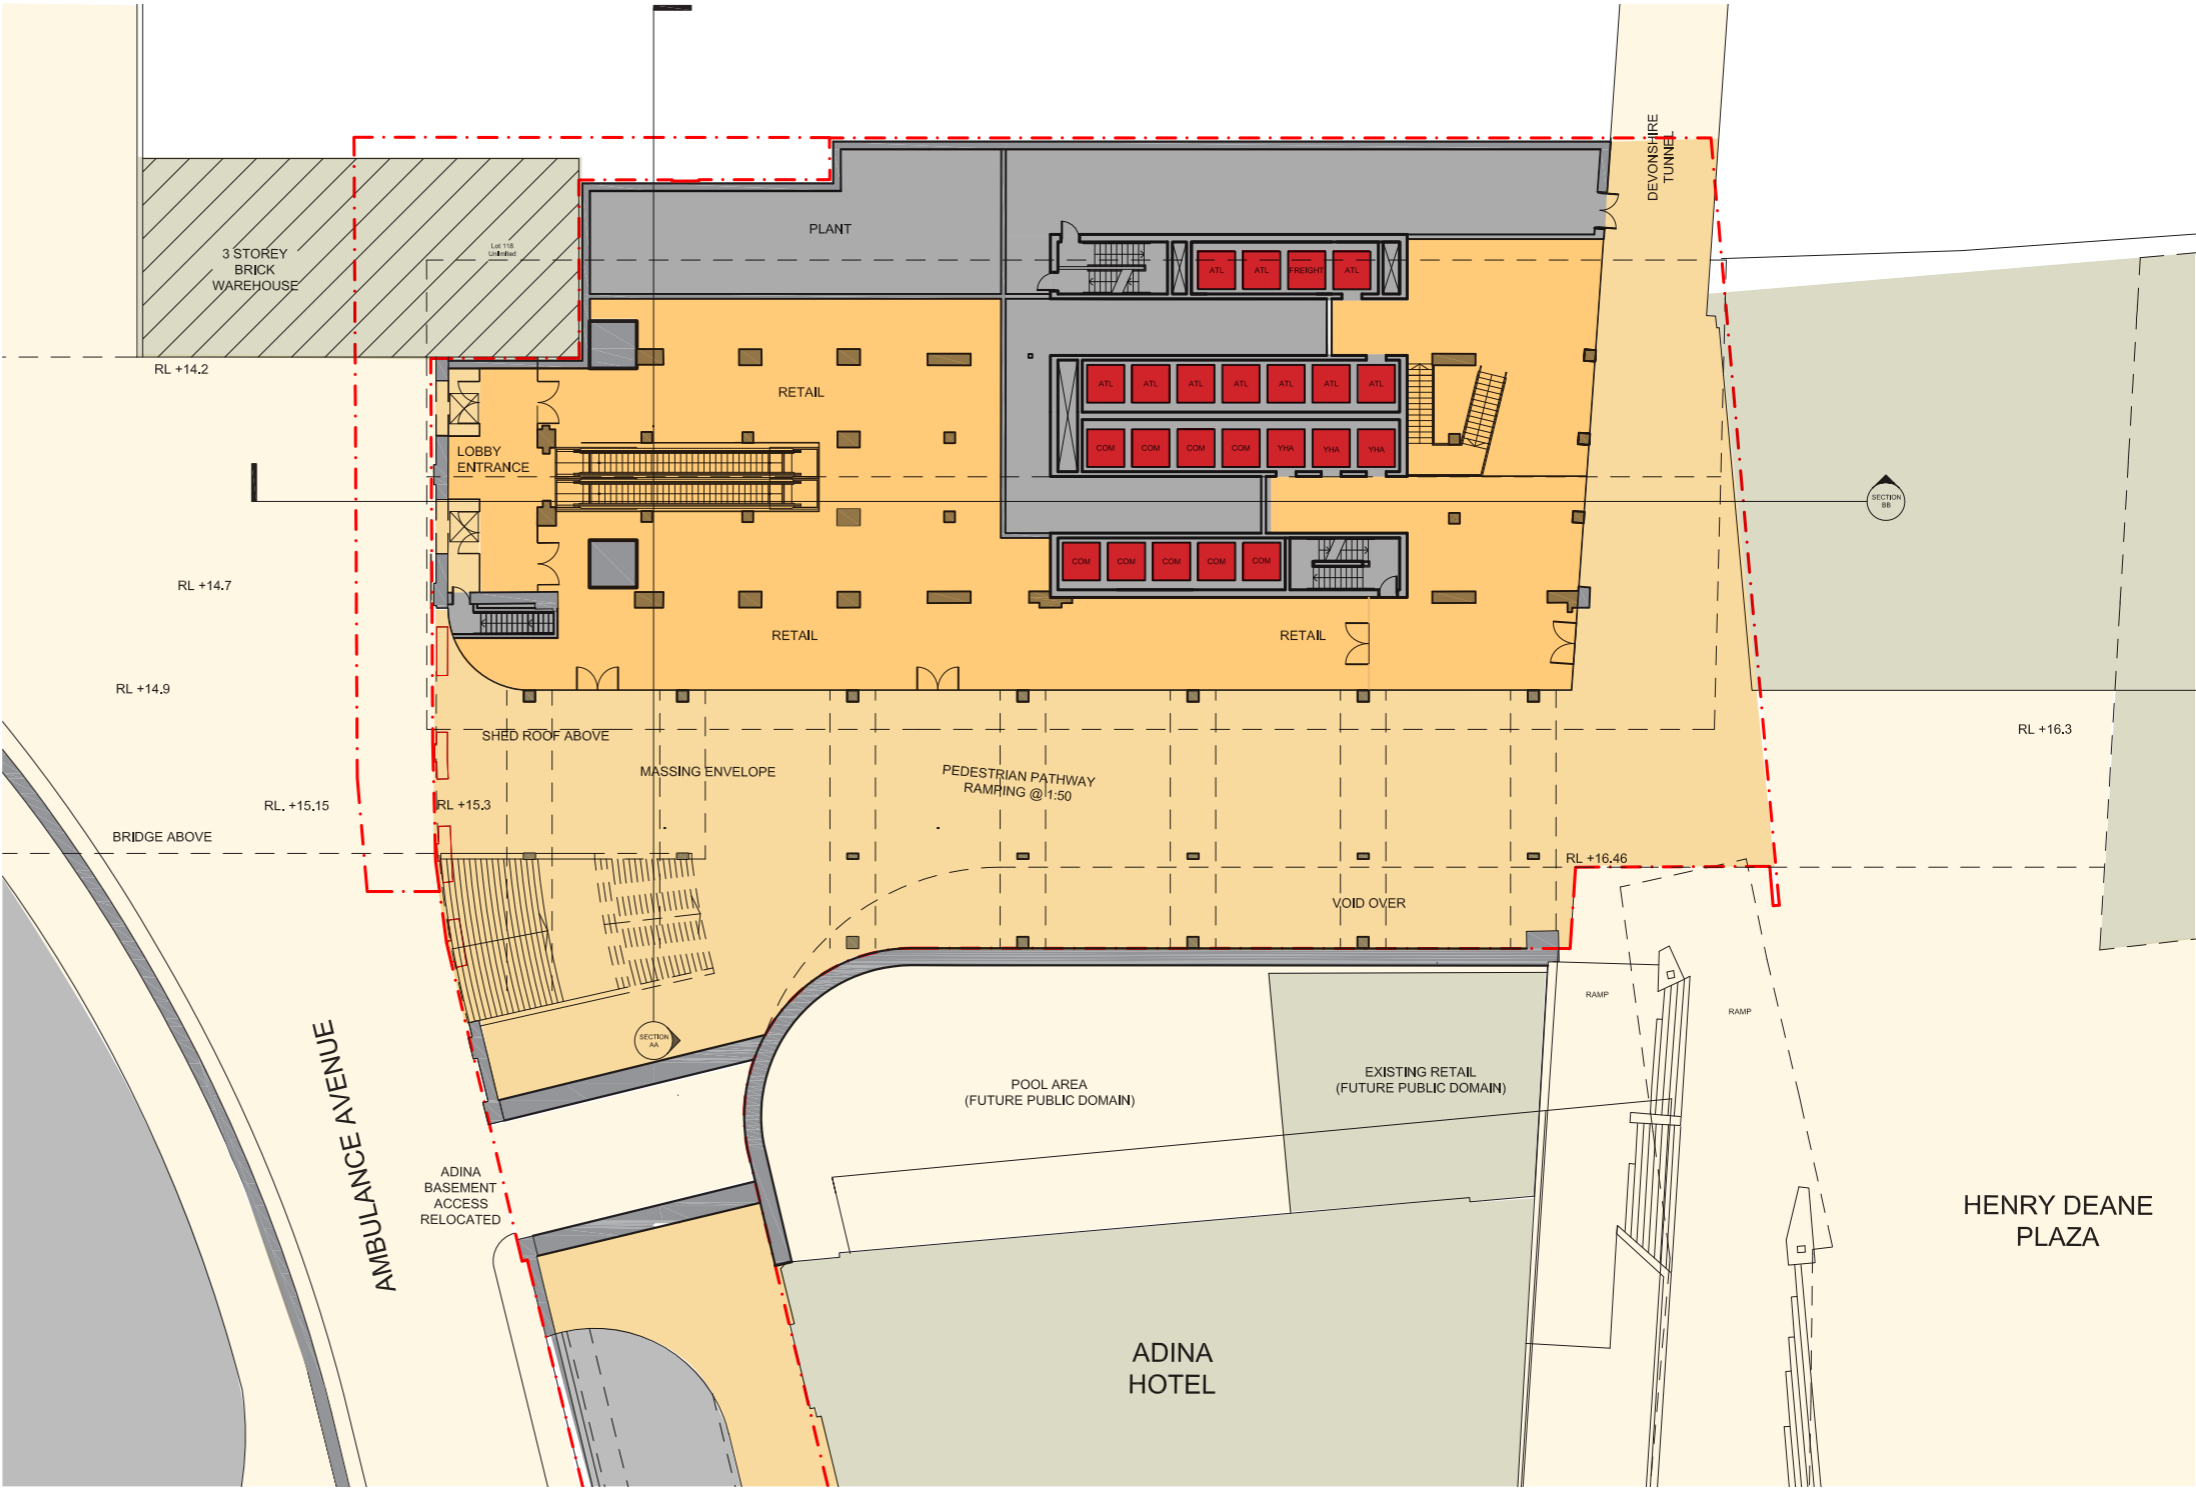 DEVONSHIRE
TUNNEL
3 STOREY
BRICK
WAREHOUSE
Lot 118
Unlimited
PLANT
ATL
ATL
FREIGHT
ATL
RL +14.2
RETAIL
ATL
ATL
ATL
ATL
ATL
ATL
ATL
LOBBY
ENTRANCE
COM
COM
COM
COM
YHA
YHA
YHA
SECTION
BB
COM
COM
COM
COM
COM
RL +14.7
RETAIL
RETAIL
RL +14.9
SHED ROOF ABOVE
RL +16.3
MASSING ENVELOPE
PEDESTRIAN PATHWAY
RAMPING @ 1:50
RL. +15.15
RL +15.3
BRIDGE ABOVE
RL +16.46
VOID OVER
RAMP
RAMP
SECTION
AA
AMBULANCE AVENUE
POOL AREA
(FUTURE PUBLIC DOMAIN)
EXISTING RETAIL
(FUTURE PUBLIC DOMAIN)
ADINA
BASEMENT
ACCESS
RELOCATED
HENRY DEANE
PLAZA
ADINA
HOTEL